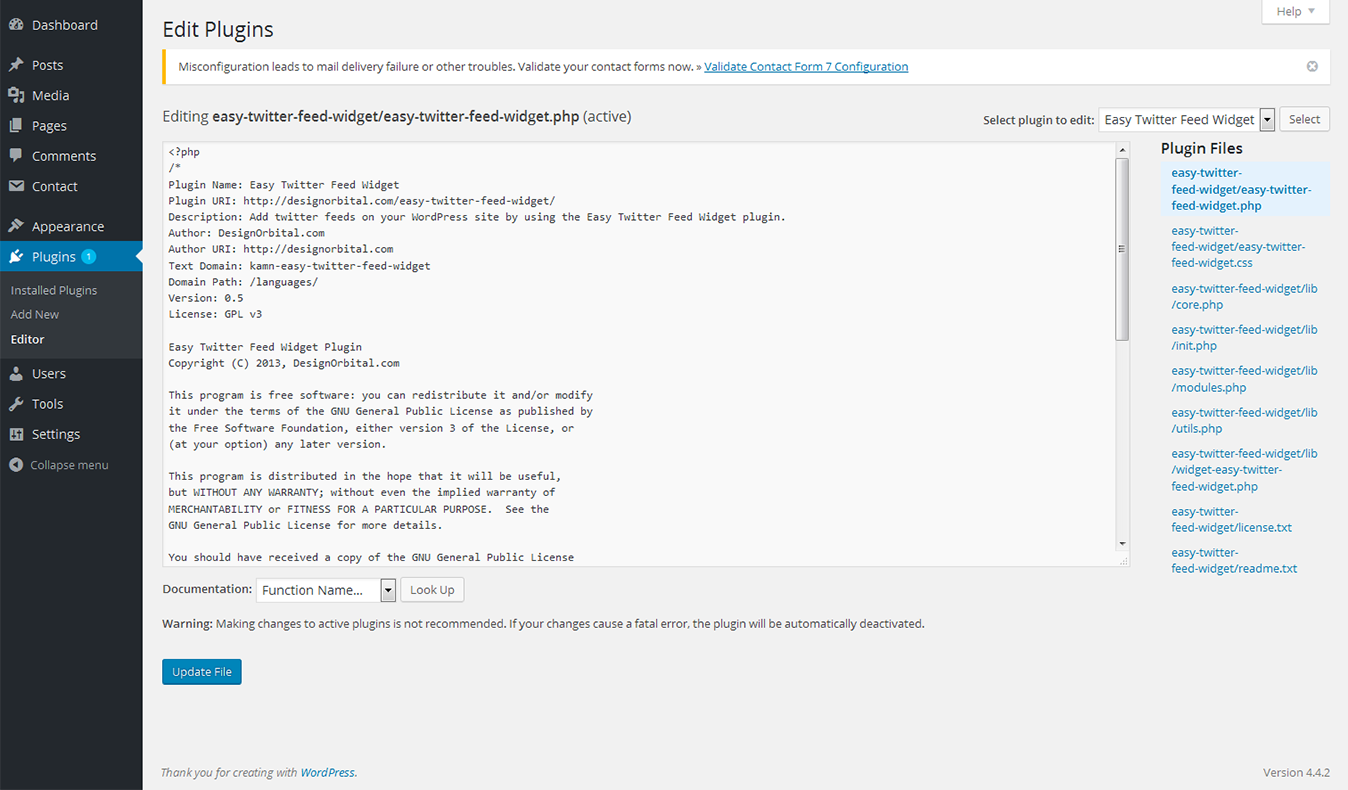 Dashboard
Posts
Media
Pages
Comments
Contact
Appearance
Plugins 1
Installed Plugins
Add New
Editor
Users
Tools
Settings
Collapse menu
Help
Edit Plugins
Misconfiguration leads to mail delivery failure or other troubles. Validate your contact forms now. » Validate Contact Form 7 Configuration
Editing easy-twitter-feed-widget/easy-twitter-feed-widget.php (active)
Select plugin to edit: Easy Twitter Feed Widget Select
<?php
/*
Plugin Name: Easy Twitter Feed Widget
Plugin URI: http://designorbital.com/easy-twitter-feed-widget/
Description: Add twitter feeds on your WordPress site by using the Easy Twitter Feed Widget plugin.
Author: DesignOrbital.com
Author URI: http://designorbital.com
Text Domain: kamn-easy-twitter-feed-widget
Domain Path: /languages/
Version: 0.5
License: GPL v3
Easy Twitter Feed Widget Plugin
Copyright (C) 2013, DesignOrbital.com
This program is free software: you can redistribute it and/or modify
it under the terms of the GNU General Public License as published by
the Free Software Foundation, either version 3 of the License, or
(at your option) any later version.
This program is distributed in the hope that it will be useful,
but WITHOUT ANY WARRANTY; without even the implied warranty of
MERCHANTABILITY or FITNESS FOR A PARTICULAR PURPOSE.  See the
GNU General Public License for more details.
You should have received a copy of the GNU General Public License
Plugin Files
easy-twitter-
feed-widget/easy-twitter-
feed-widget.php
easy-twitter-
feed-widget/easy-twitter-
feed-widget.css
easy-twitter-feed-widget/lib
/core.php
easy-twitter-feed-widget/lib
/init.php
easy-twitter-feed-widget/lib
/modules.php
easy-twitter-feed-widget/lib
/utils.php
easy-twitter-feed-widget/lib
/widget-easy-twitter-
feed-widget.php
easy-twitter-
feed-widget/license.txt
easy-twitter-
feed-widget/readme.txt
Documentation: Function Name... Look Up
Warning: Making changes to active plugins is not recommended. If your changes cause a fatal error, the plugin will be automatically deactivated.
Update File
Thank you for creating with WordPress.
Version 4.4.2